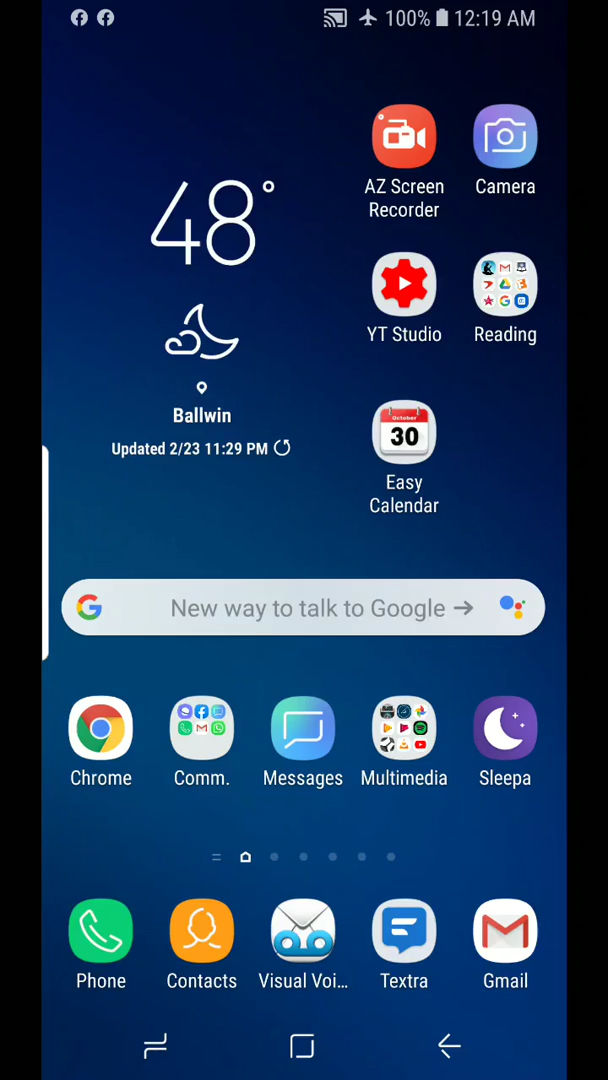 100% 12:19 AM
48°
Ballwin
Updated 2/23 11:29 PM
AZ Screen
Recorder
Camera
YT Studio
Reading
October
30
Easy
Calendar
New way to talk to Google →
Chrome
Comm.
Messages
Multimedia
Sleepa
Phone
Contacts
Visual Voi...
Textra
Gmail